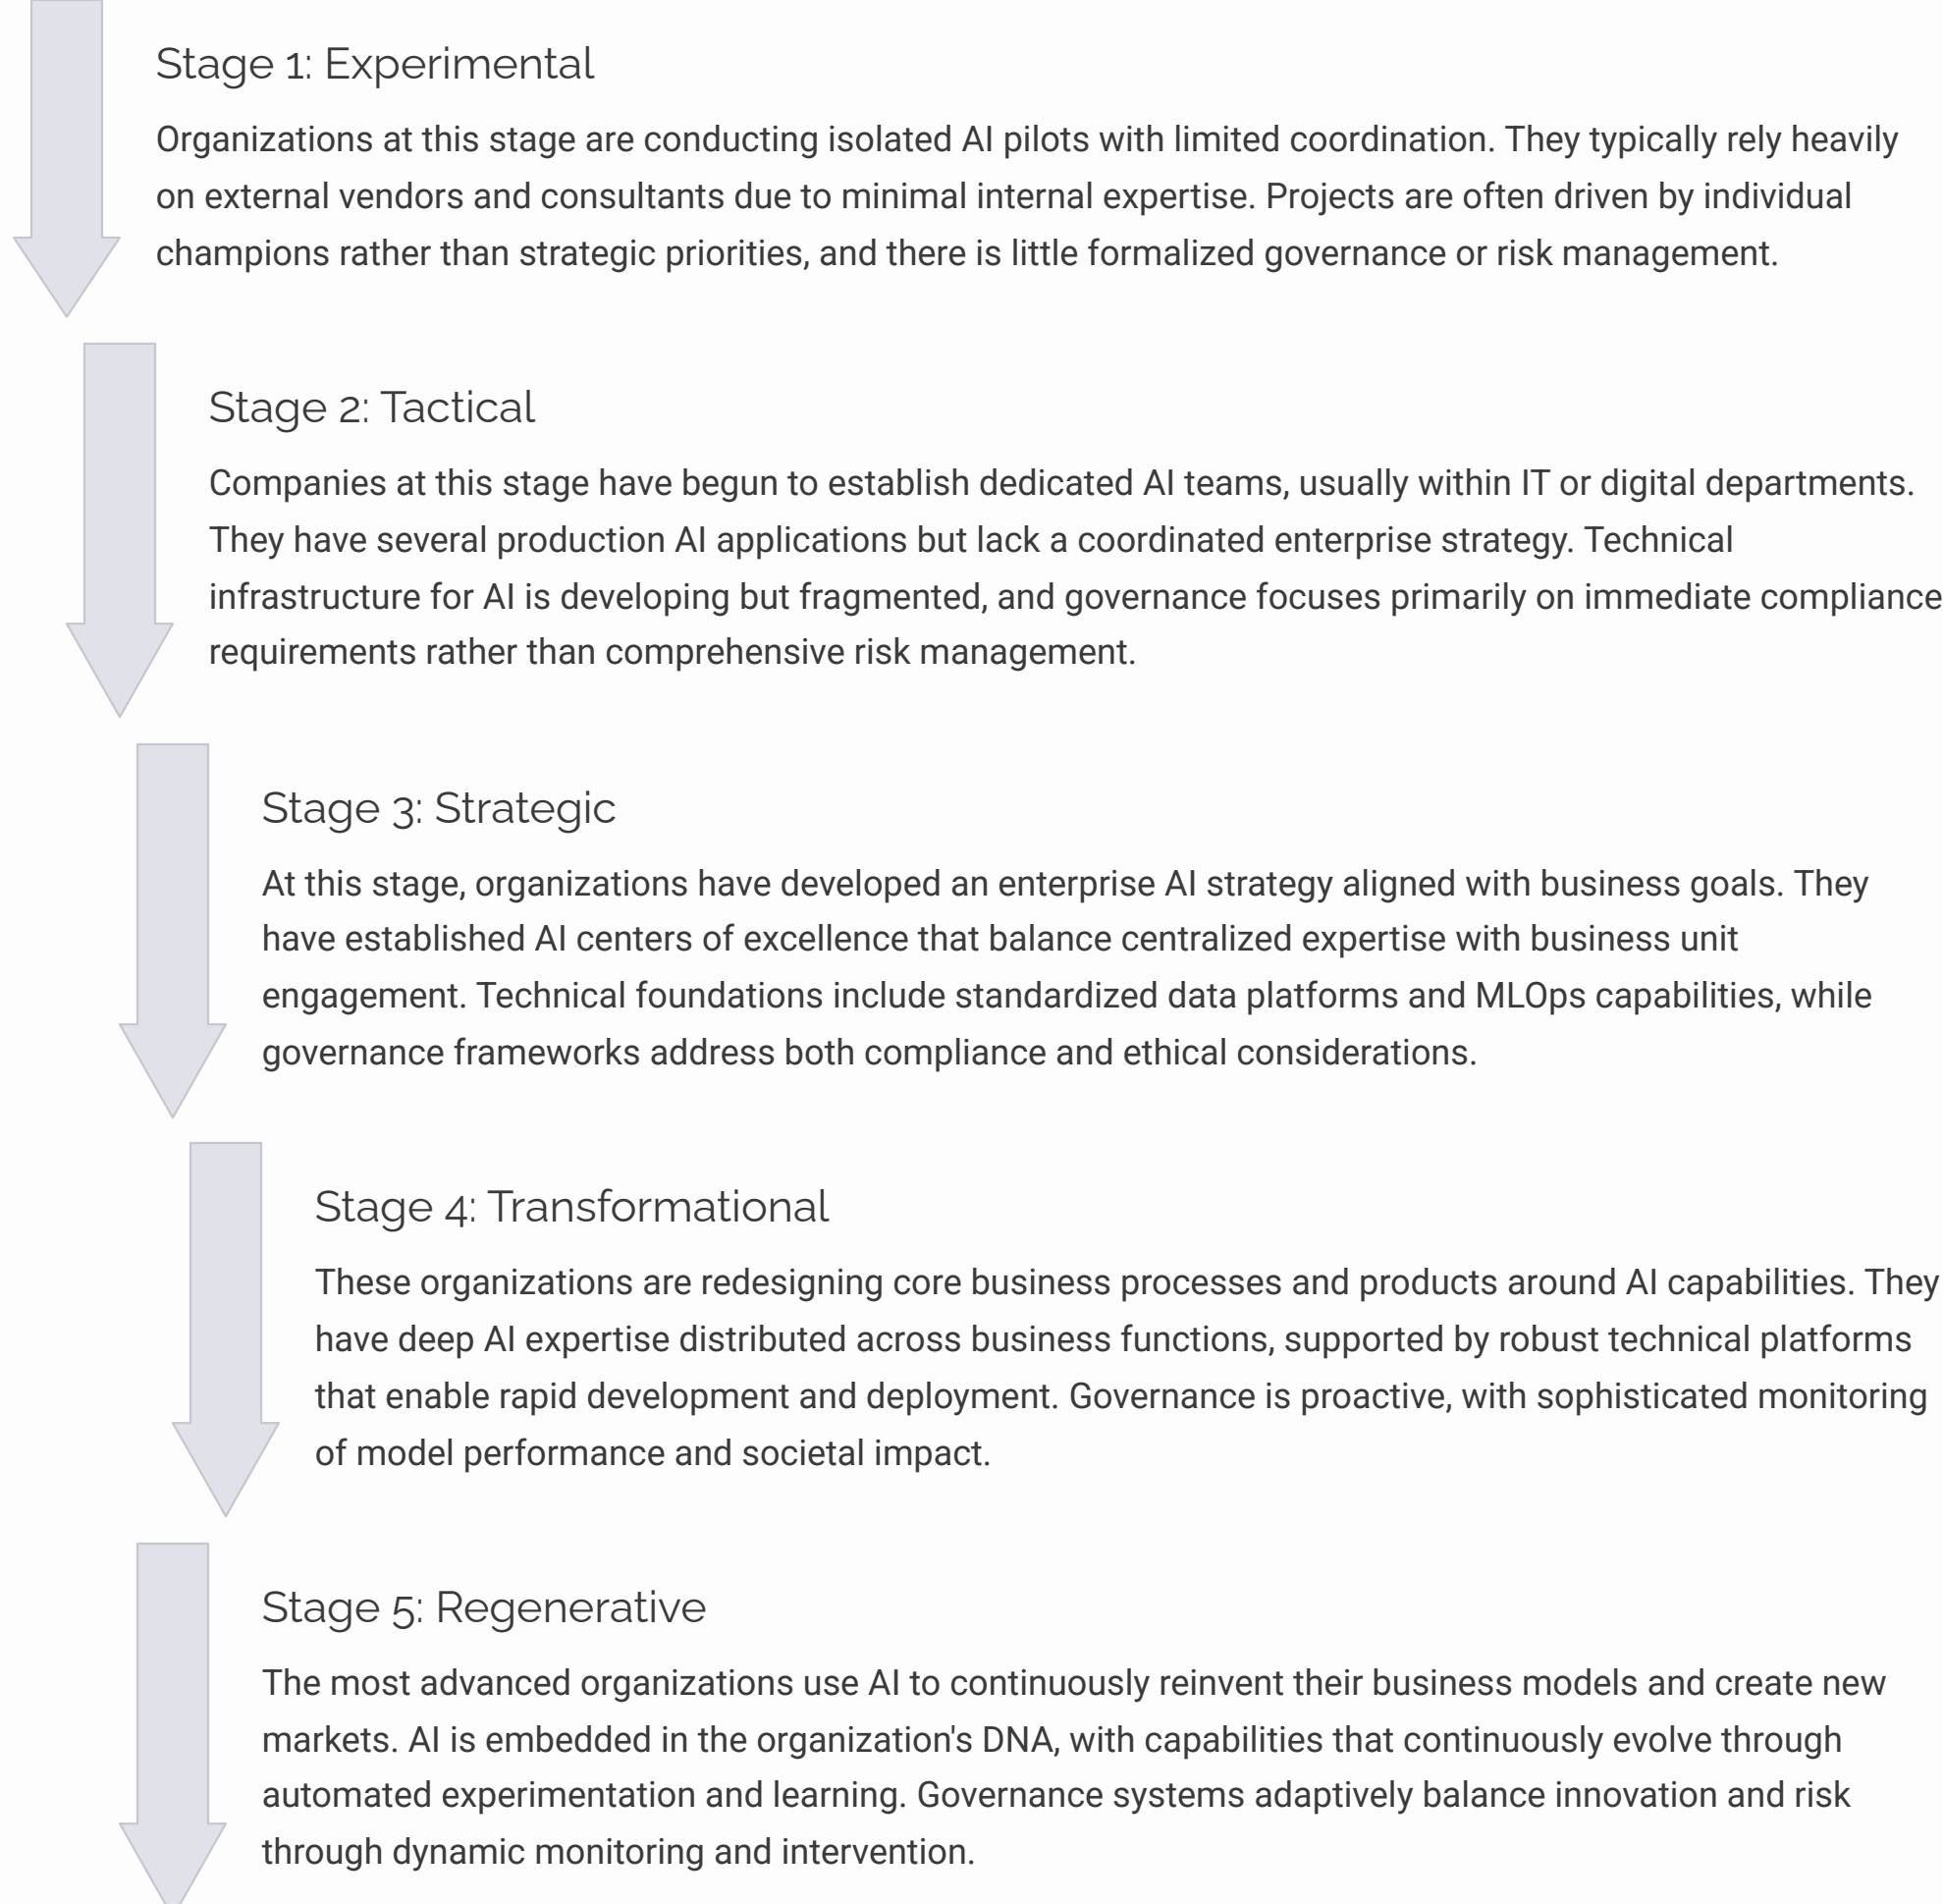 Stage 1: Experimental
Organizations at this stage are conducting isolated AI pilots with limited coordination. They typically rely heavily
on external vendors and consultants due to minimal internal expertise. Projects are often driven by individual
champions rather than strategic priorities, and there is little formalized governance or risk management.
Stage 2: Tactical
Companies at this stage have begun to establish dedicated AI teams, usually within IT or digital departments.
They have several production AI applications but lack a coordinated enterprise strategy. Technical
infrastructure for AI is developing but fragmented, and governance focuses primarily on immediate compliance
requirements rather than comprehensive risk management.
Stage 3: Strategic
At this stage, organizations have developed an enterprise AI strategy aligned with business goals. They
have established AI centers of excellence that balance centralized expertise with business unit
engagement. Technical foundations include standardized data platforms and MLOps capabilities, while
governance frameworks address both compliance and ethical considerations.
Stage 4: Transformational
These organizations are redesigning core business processes and products around AI capabilities. They
have deep AI expertise distributed across business functions, supported by robust technical platforms
that enable rapid development and deployment. Governance is proactive, with sophisticated monitoring
of model performance and societal impact.
Stage 5: Regenerative
The most advanced organizations use AI to continuously reinvent their business models and create new
markets. AI is embedded in the organization's DNA, with capabilities that continuously evolve through
automated experimentation and learning. Governance systems adaptively balance innovation and risk
through dynamic monitoring and intervention.